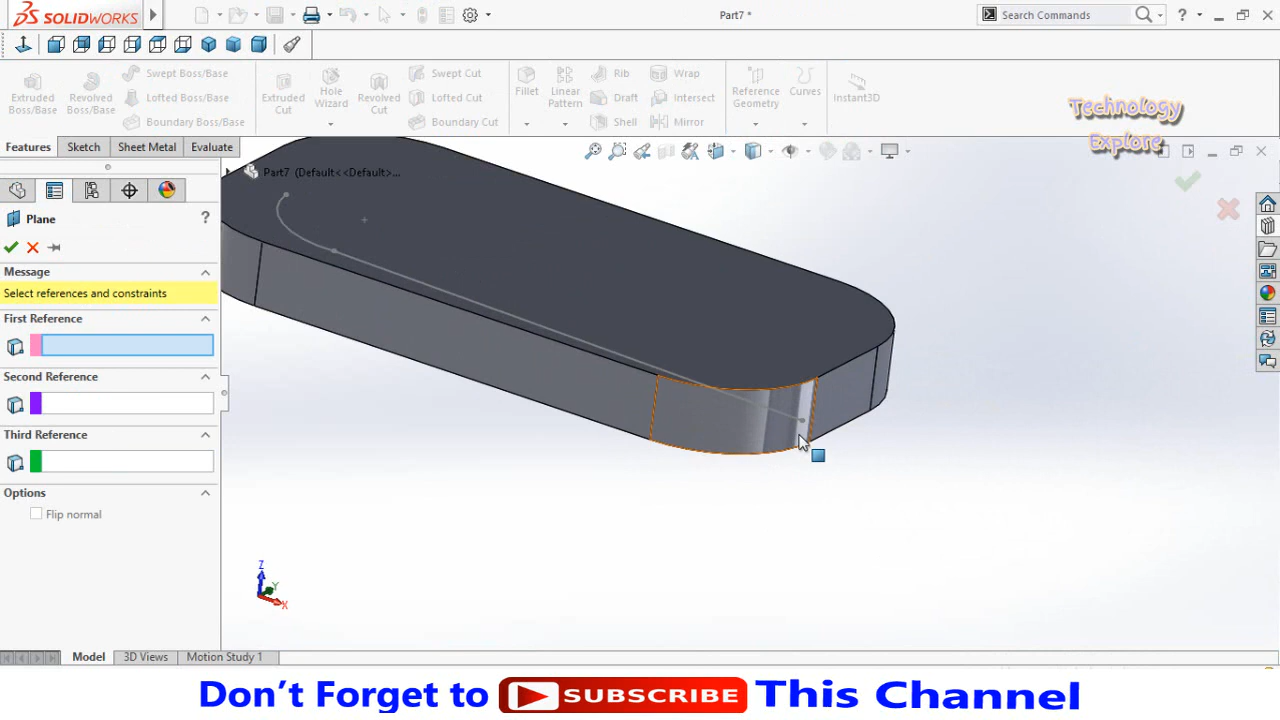 SOLIDWORKS
Part7 *
Search Commands
Extruded Boss/Base
Revolved Boss/Base
Swept Boss/Base
Lofted Boss/Base
Boundary Boss/Base
Extruded Cut
Hole Wizard
Revolved Cut
Swept Cut
Lofted Cut
Boundary Cut
Fillet
Linear Pattern
Rib
Draft
Shell
Wrap
Intersect
Mirror
Reference Geometry
Curves
Instant3D
Technology
Explore
Features
Sketch
Sheet Metal
Evaluate
Part7 (Default<<Default>...
Plane
?
Message
Select references and constraints
First Reference
Second Reference
Third Reference
Options
Flip normal
Z
Y
X
Model
3D Views
Motion Study 1
Don't Forget to SUBSCRIBE This Channel